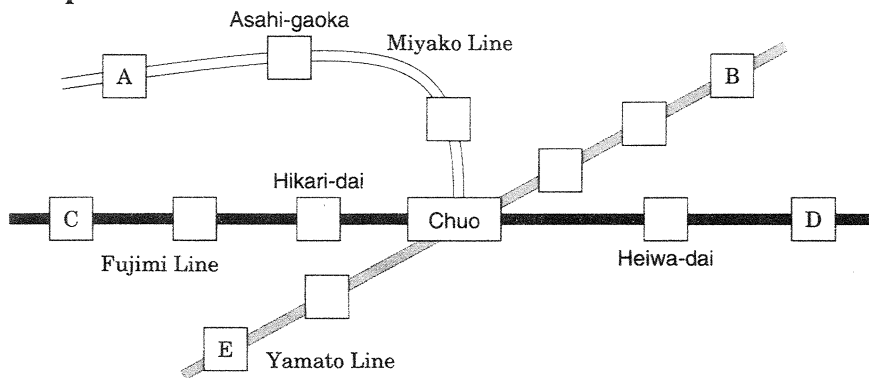 Asahi-gaoka
Miyako Line
A
B
Hikari-dai
C
Chuo
D
Fujimi Line
Heiwa-dai
E
Yamato Line